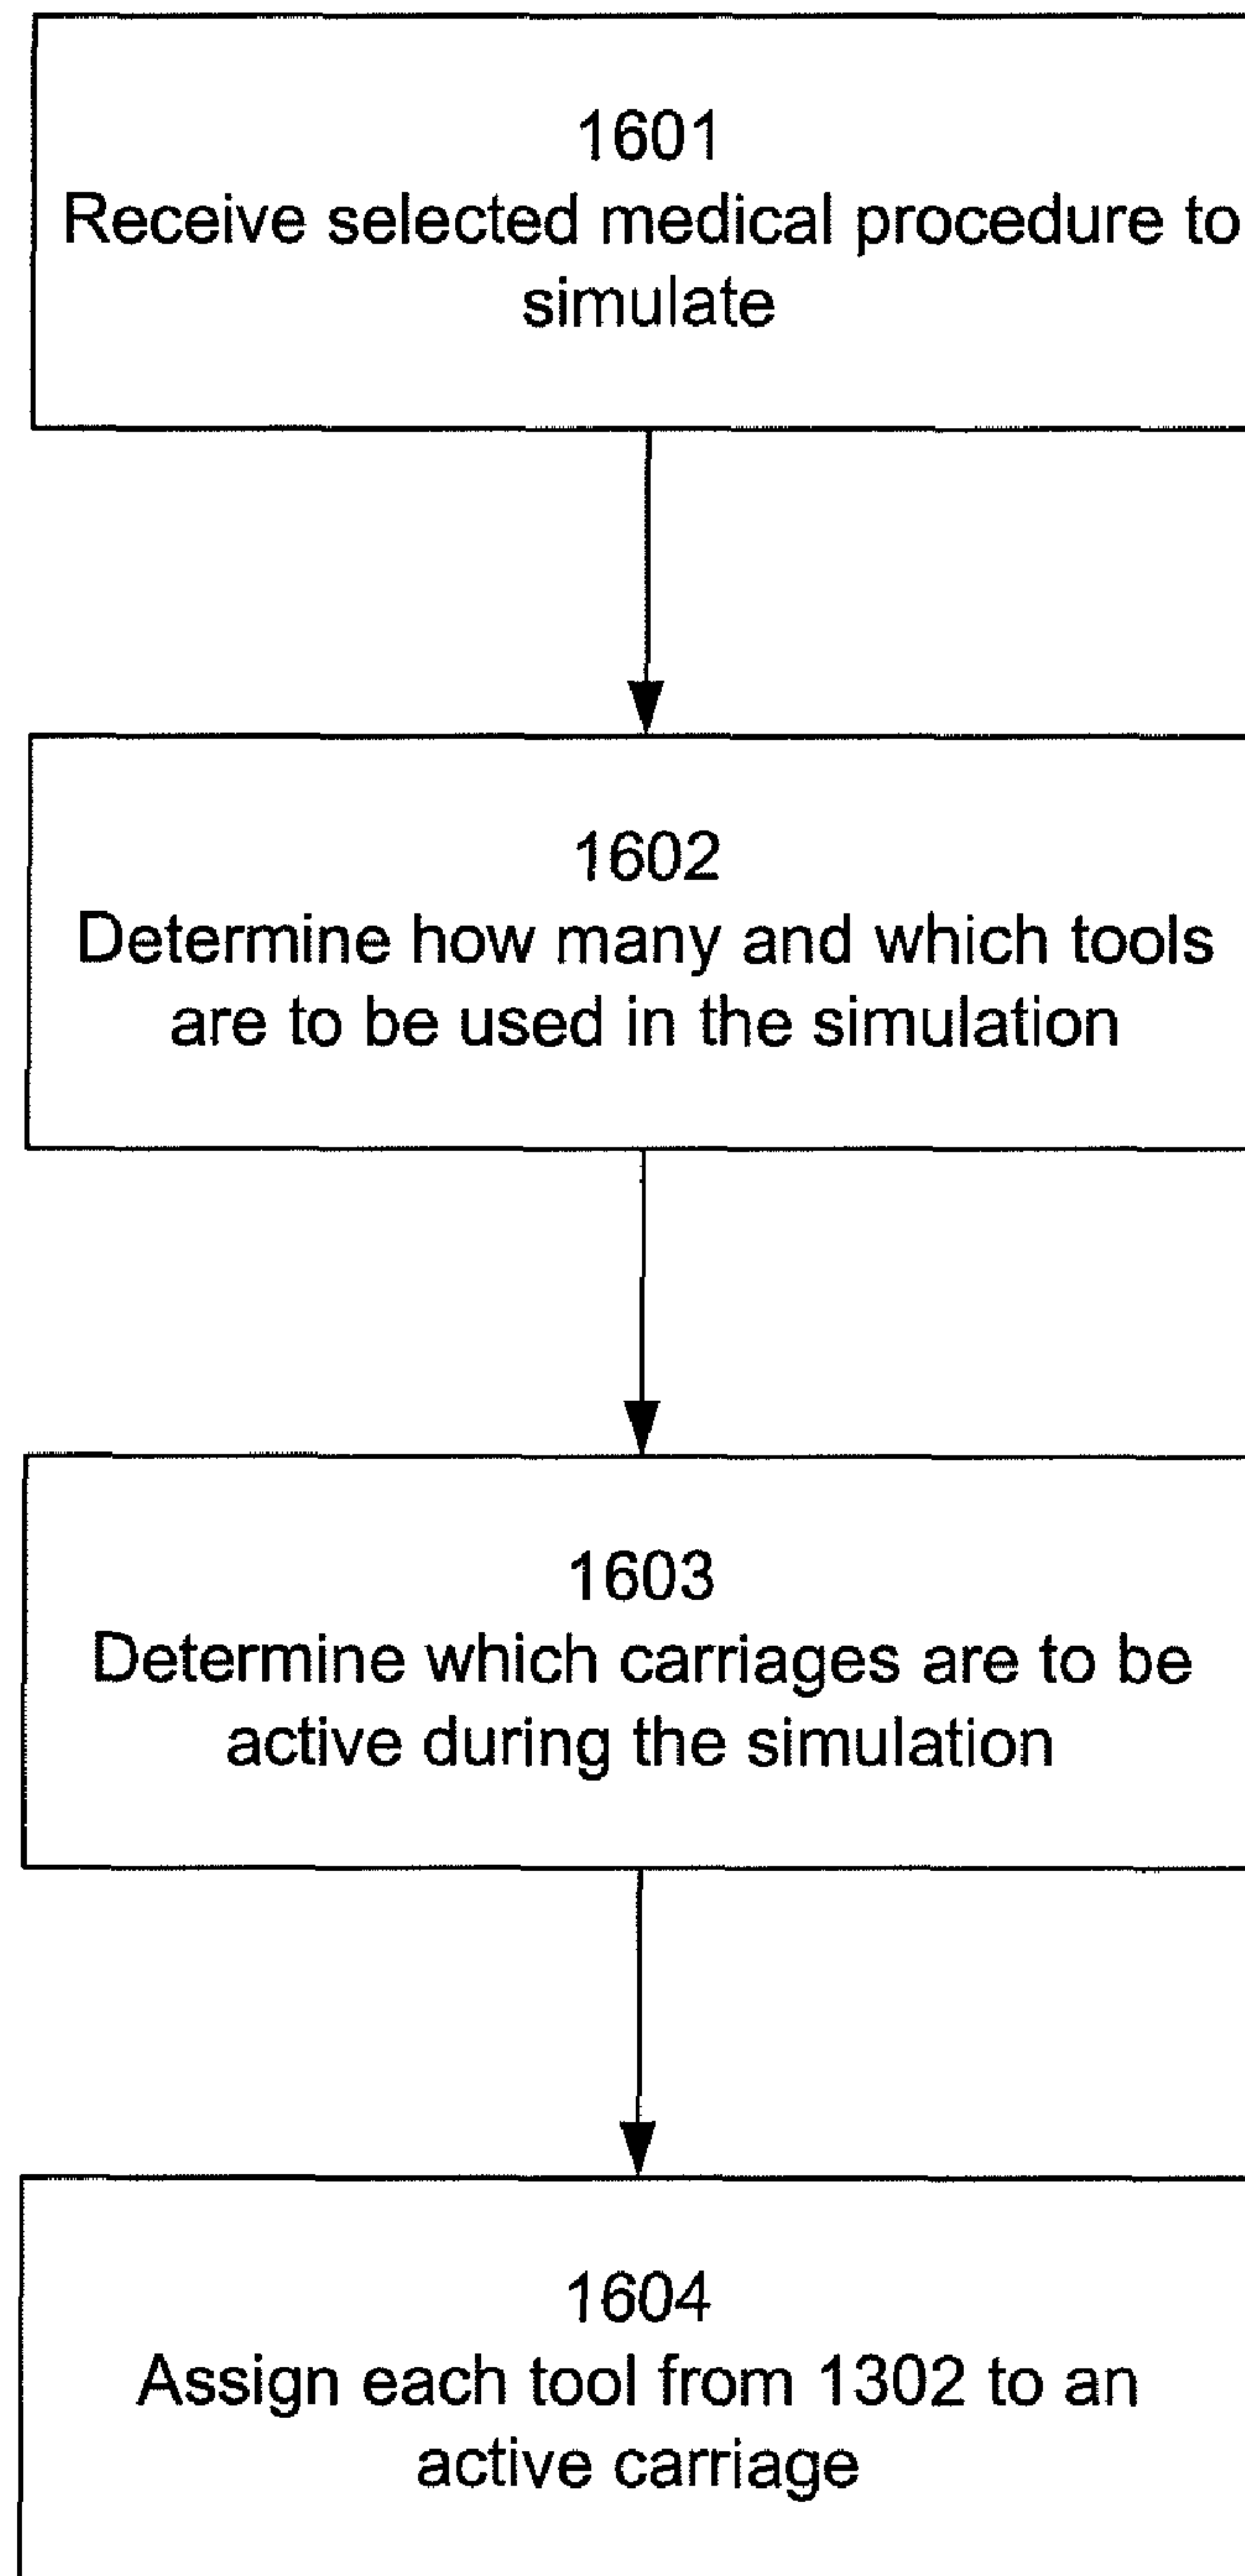 1601
Receive selected medical procedure to
simulate
1602
Determine how many and which tools
are to be used in the simulation
1603
Determine which carriages are to be
active during the simulation
1604
Assign each tool from 1302 to an
active carriage